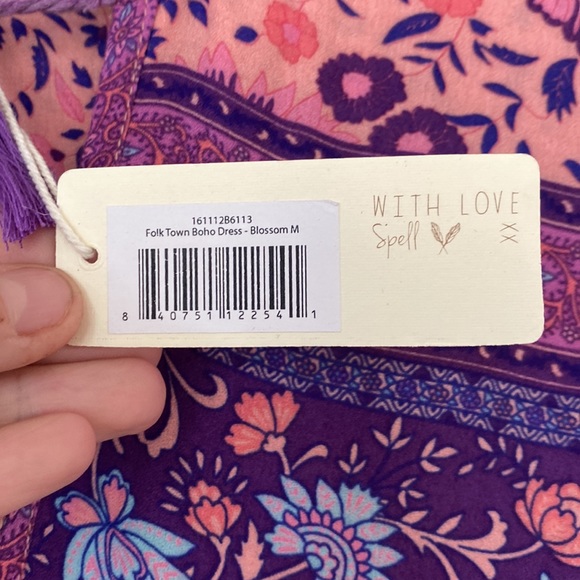 161112B6113
Folk Town Boho Dress - Blossom M
8 40751 12254 1
WITH LOVE
Spell XX